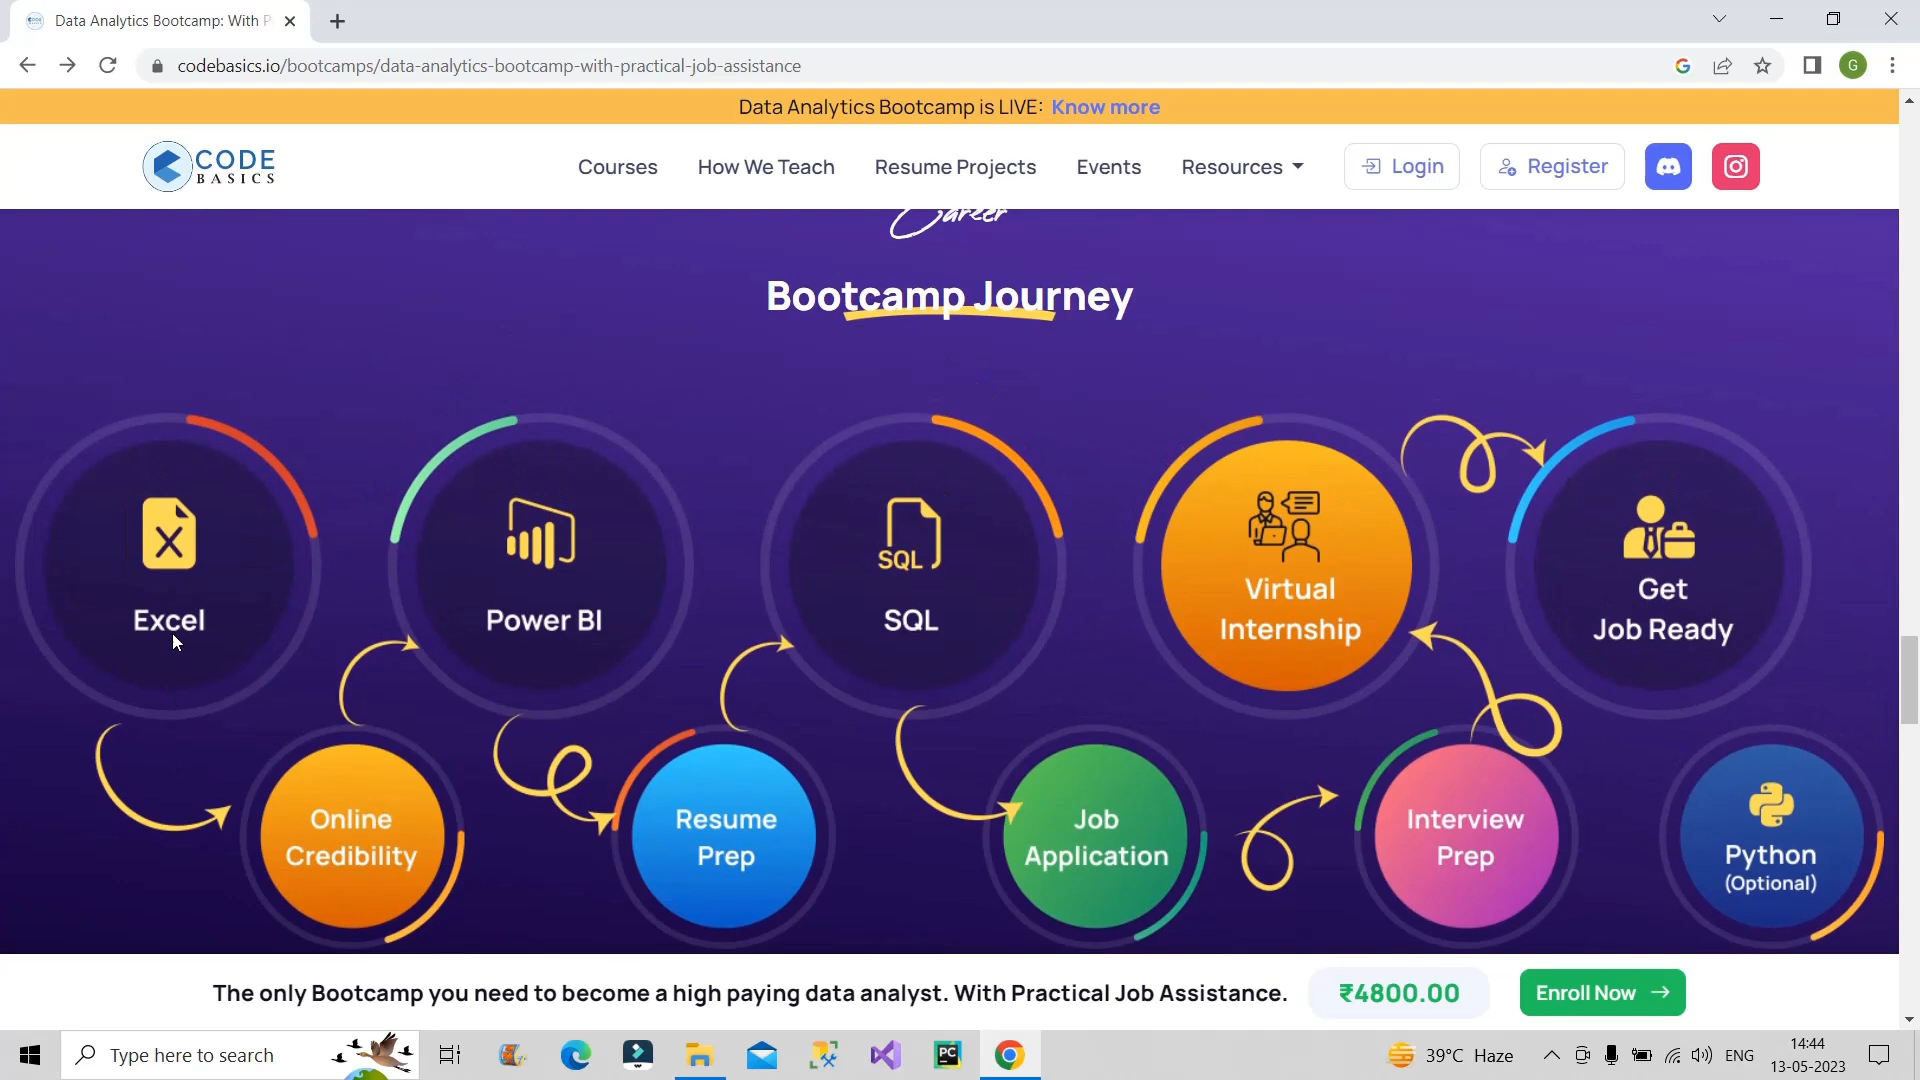 Data Analytics Bootcamp: With P
codebasics.io/bootcamps/data-analytics-bootcamp-with-practical-job-assistance
G
G
Data Analytics Bootcamp is LIVE: Know more
CODE
BASICS
Courses
How We Teach
Resume Projects
Events
Resources
Login
Register
Career
Bootcamp Journey
Excel
Power BI
SQL
SQL
Virtual
Internship
Get
Job Ready
Online
Credibility
Resume
Prep
Job
Application
Interview
Prep
Python
(Optional)
The only Bootcamp you need to become a high paying data analyst. With Practical Job Assistance.
₹4800.00
Enroll Now
Type here to search
PC
39°C Haze
ENG
14:44
13-05-2023